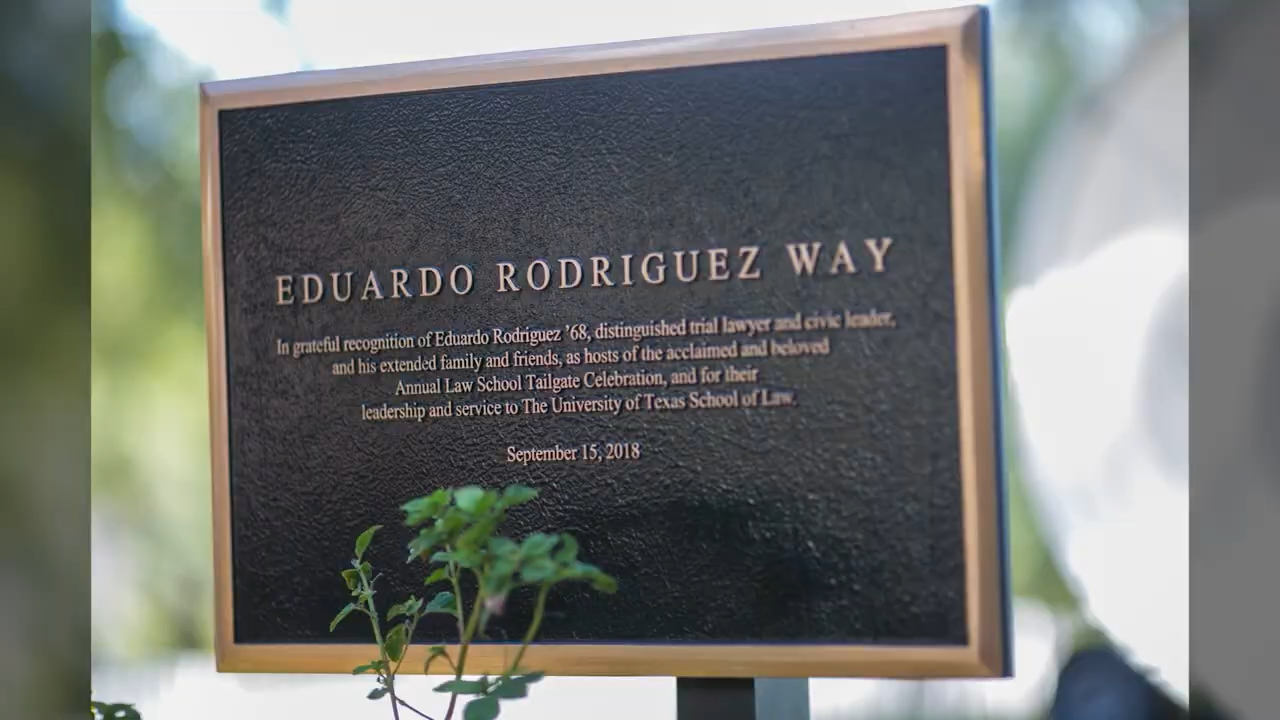 EDUARDO RODRIGUEZ WAY
In grateful recognition of Eduardo Rodriguez ’68, distinguished trial lawyer and civic leader,
and his extended family and friends, as hosts of the acclaimed and beloved
Annual Law School Tailgate Celebration, and for their
leadership and service to The University of Texas School of Law.
September 15, 2018